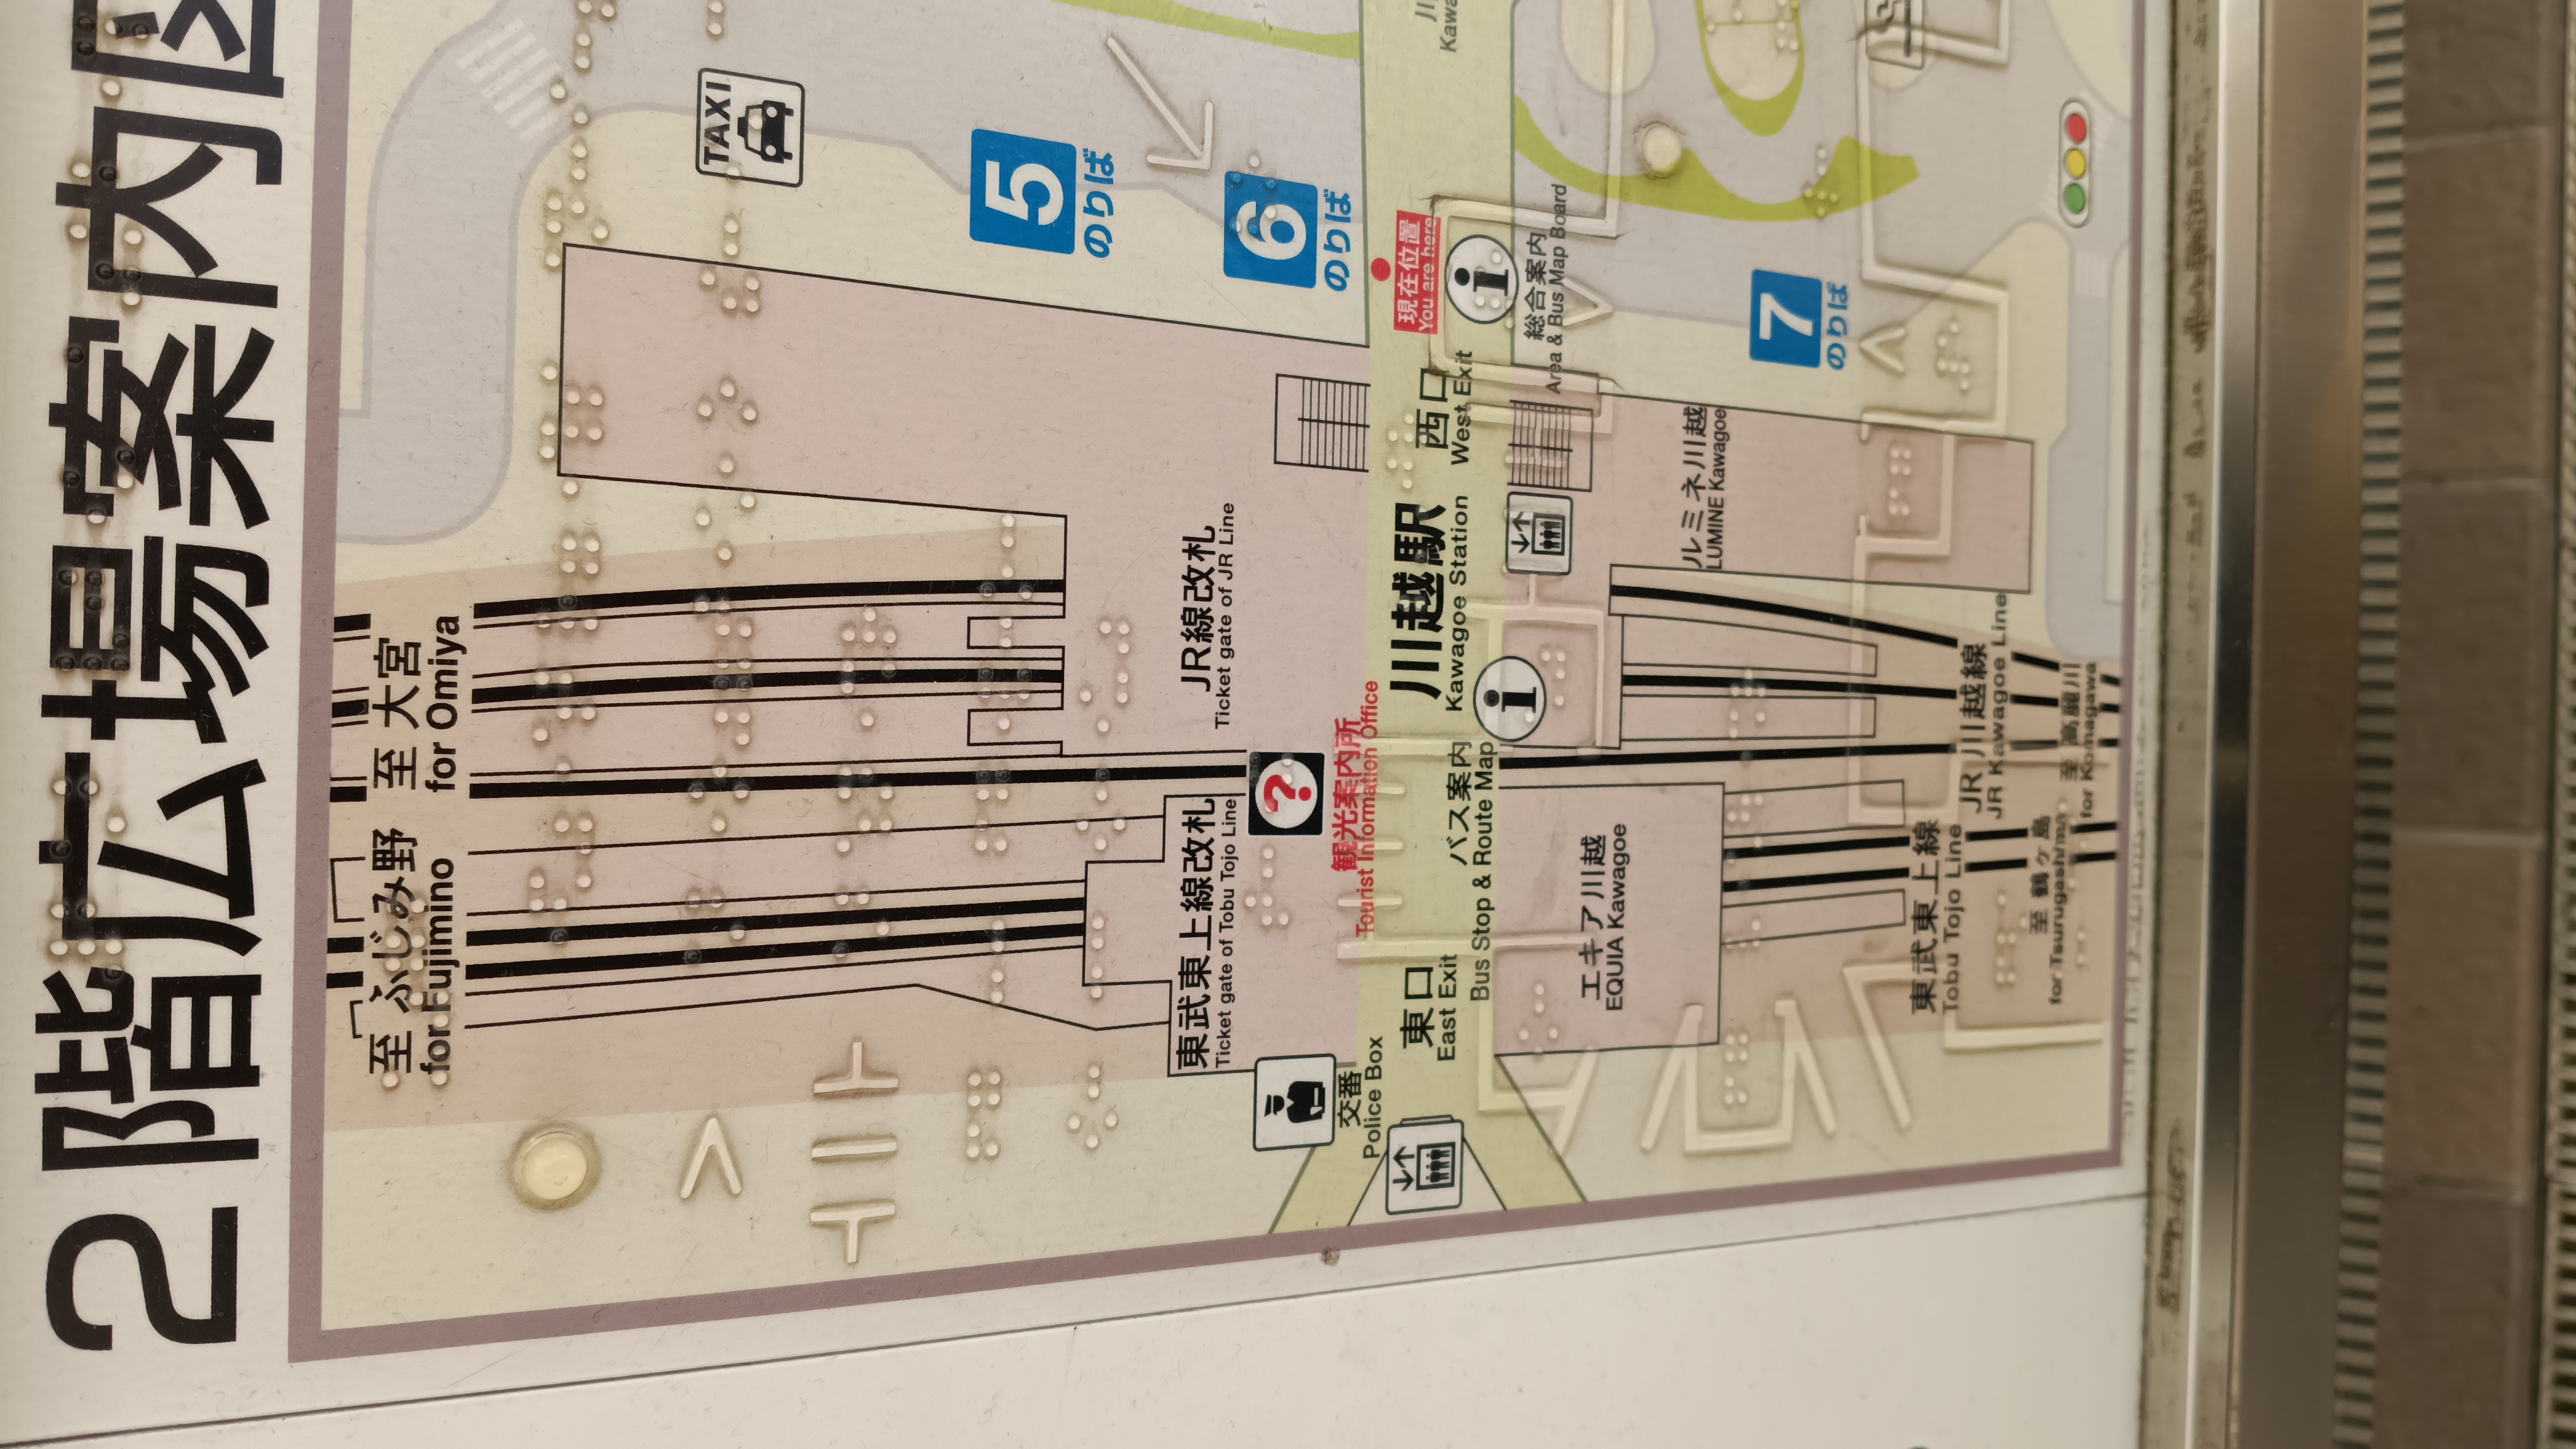 2階広場案内図
至 ふじみ野
for Fujimino
至 大宮
for Omiya
TAXI
5
のりば
東武東上線改札
Ticket gate of Tobu Tojo Line
JR線改札
Ticket gate of JR Line
6
のりば
?
交番
Police Box
観光案内所
Tourist Information Office
現在位置
You are here
東口
East Exit
川越駅
Kawagoe Station
西口
West Exit
バス案内
Bus Stop & Route Map
i
i
総合案内
Area & Bus Map Board
エキア川越
EQUIA Kawagoe
ルミネ川越
LUMINE Kawagoe
7
のりば
東武東上線
Tobu Tojo Line
JR 川越線
JR Kawagoe Line
至 鶴ヶ島
for Tsurugashima
至 高麗川
for Komagawa